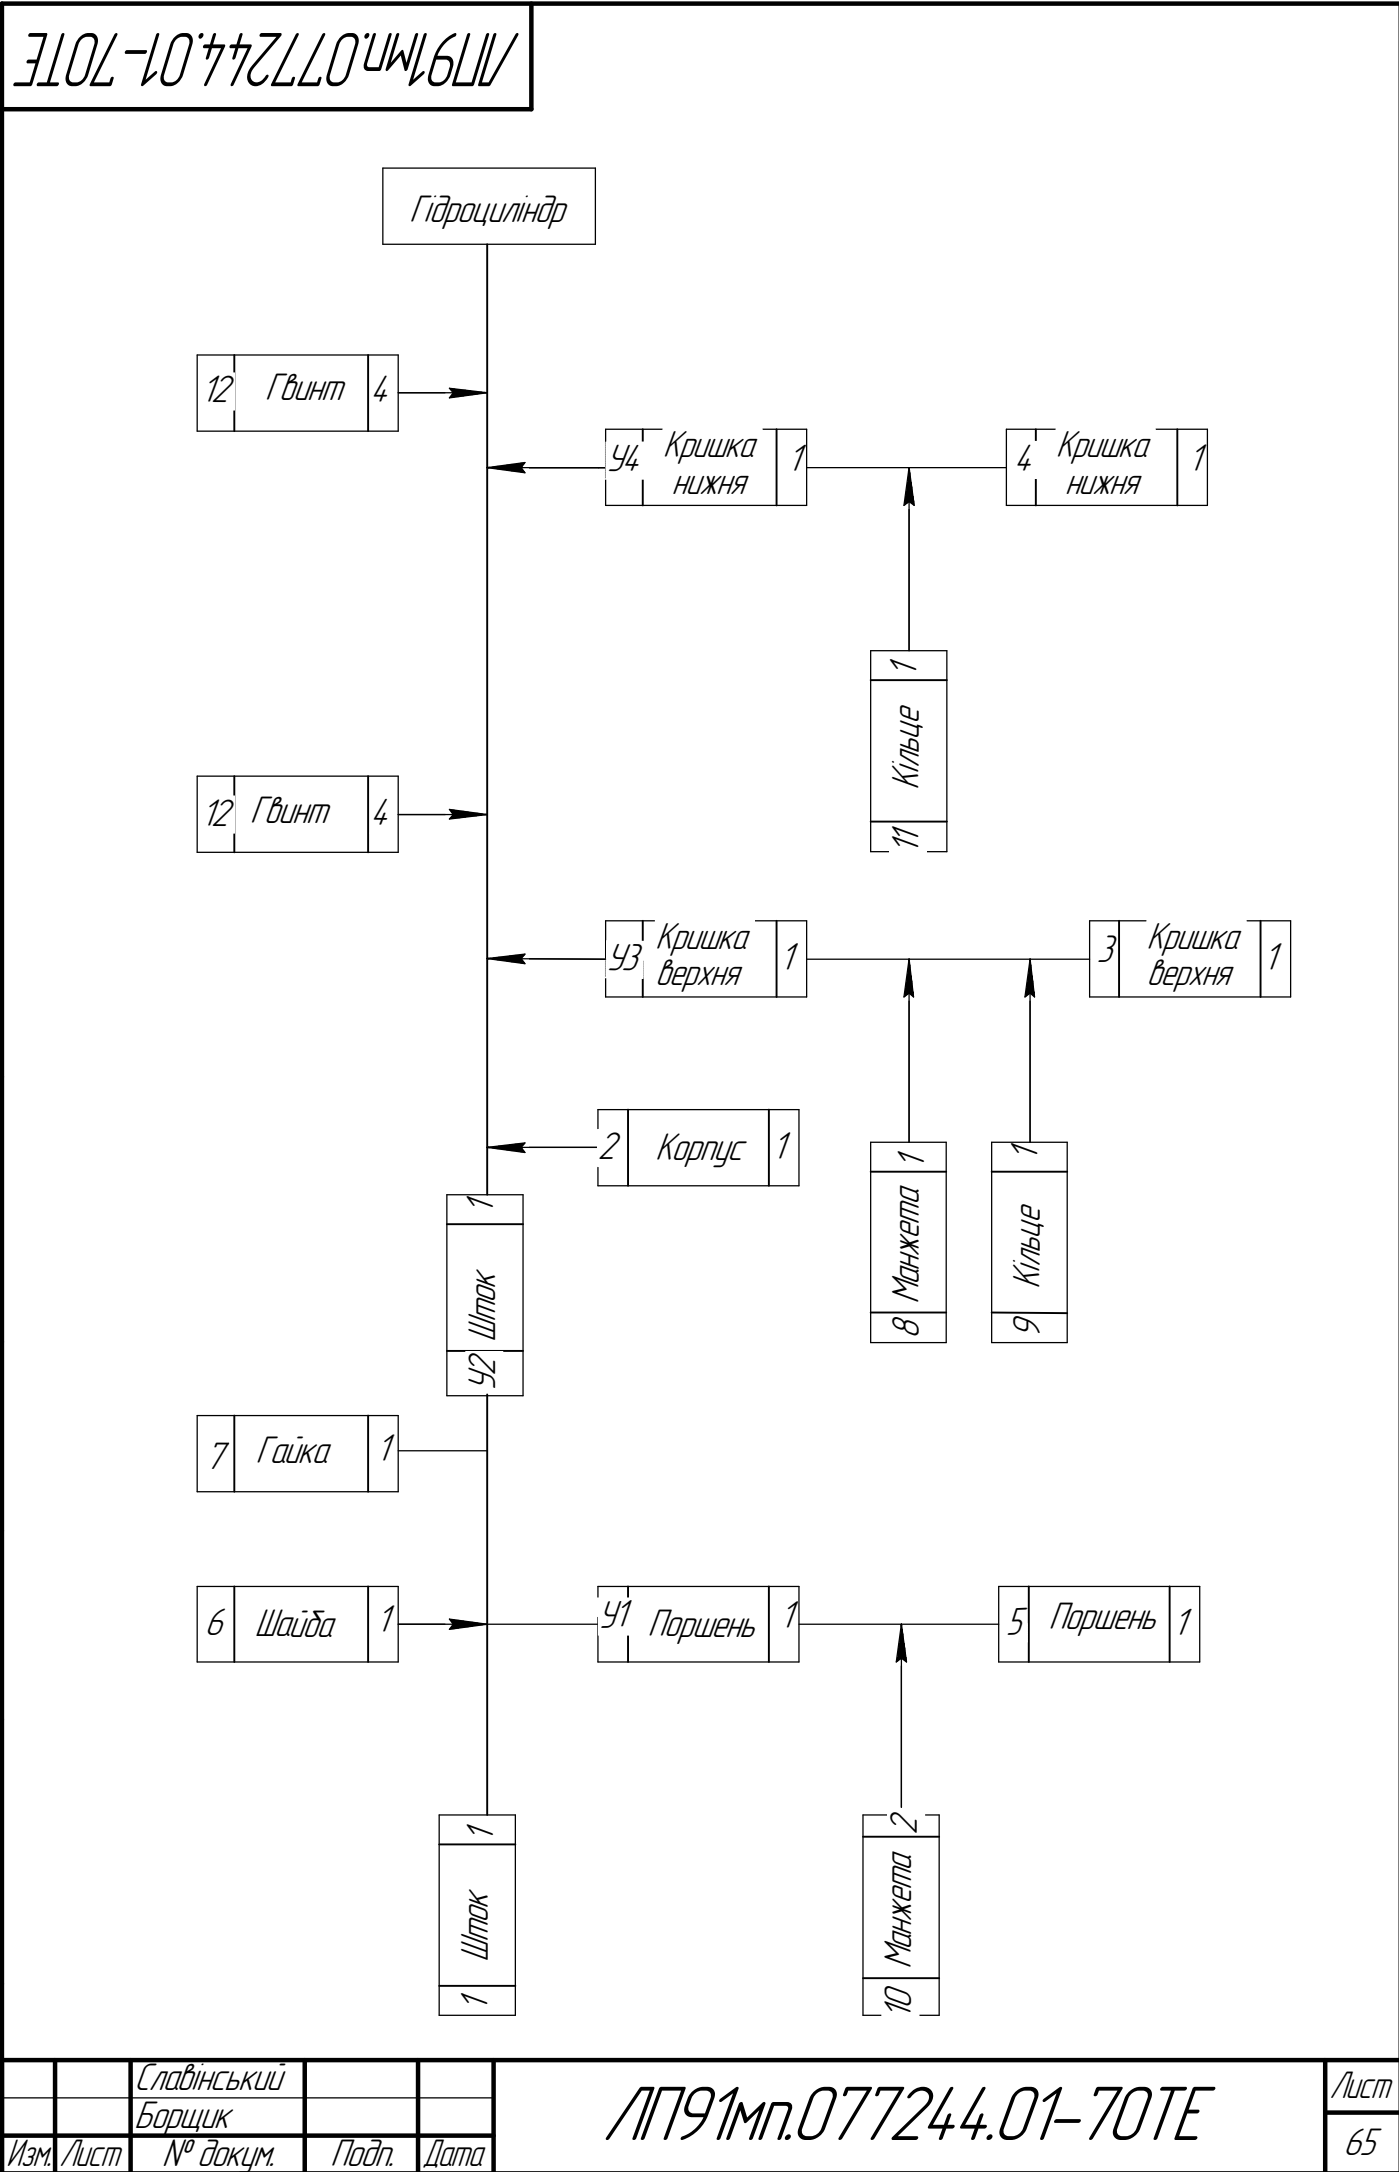 ЛП91мп.077244.01-70ТЕ
Гідроциліндр
12 Гвинт 4
У4 Кришка 1
нижня
4 Кришка 1
нижня
1
Кільце
11
12 Гвинт 4
У3 Кришка 1
верхня
3 Кришка 1
верхня
2 Корпус 1
1
Манжета
8
1
Кільце
9
1
Шток
У2
7 Гайка 1
6 Шайба 1
У1 Поршень 1
5 Поршень 1
1
Шток
1
2
Манжета
10
Славінський
Борщик
Изм. Лист № докум. Подп. Дата
ЛП91мп.077244.01-70ТЕ
Лист
65